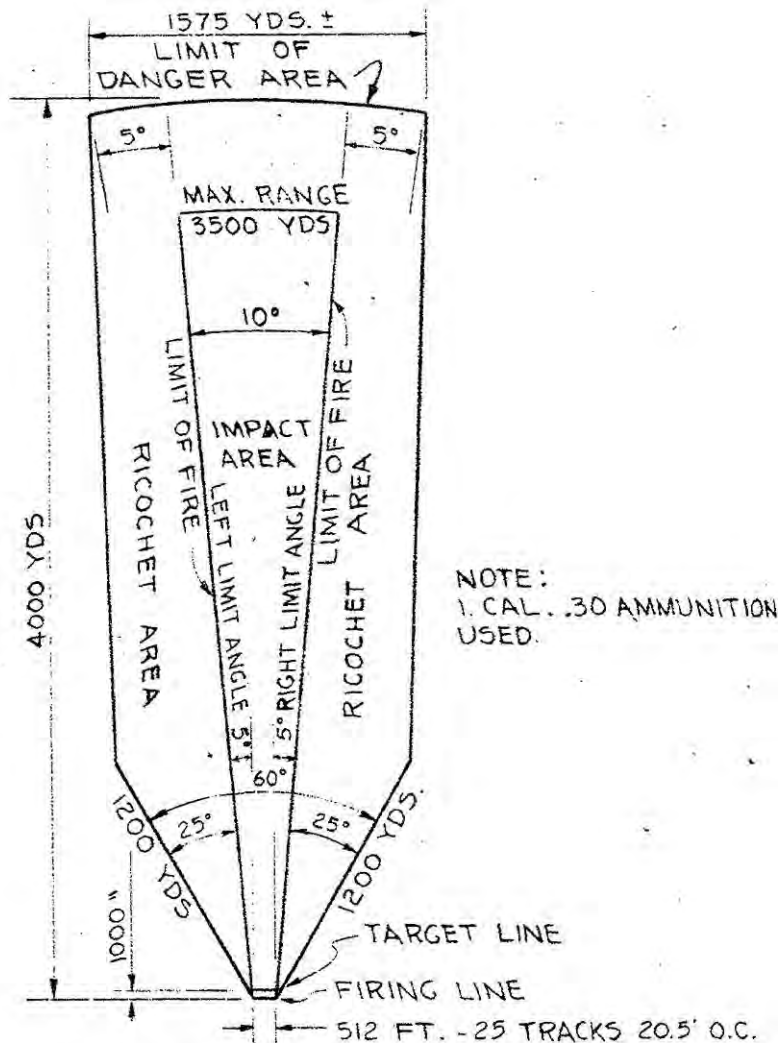 1575 YDS. ±
LIMIT OF
DANGER AREA
5°
5°
MAX. RANGE
3500 YDS
10°
LIMIT OF FIRE
LIMIT OF FIRE
IMPACT
AREA
RICOCHET AREA
RICOCHET AREA
LEFT LIMIT ANGLE 5°
5° RIGHT LIMIT ANGLE
4000 YDS
NOTE:
1. CAL. .30 AMMUNITION
USED.
60°
25°
25°
1200 YDS
1200 YDS.
1000"
TARGET LINE
FIRING LINE
512 FT. - 25 TRACKS 20.5' O.C.